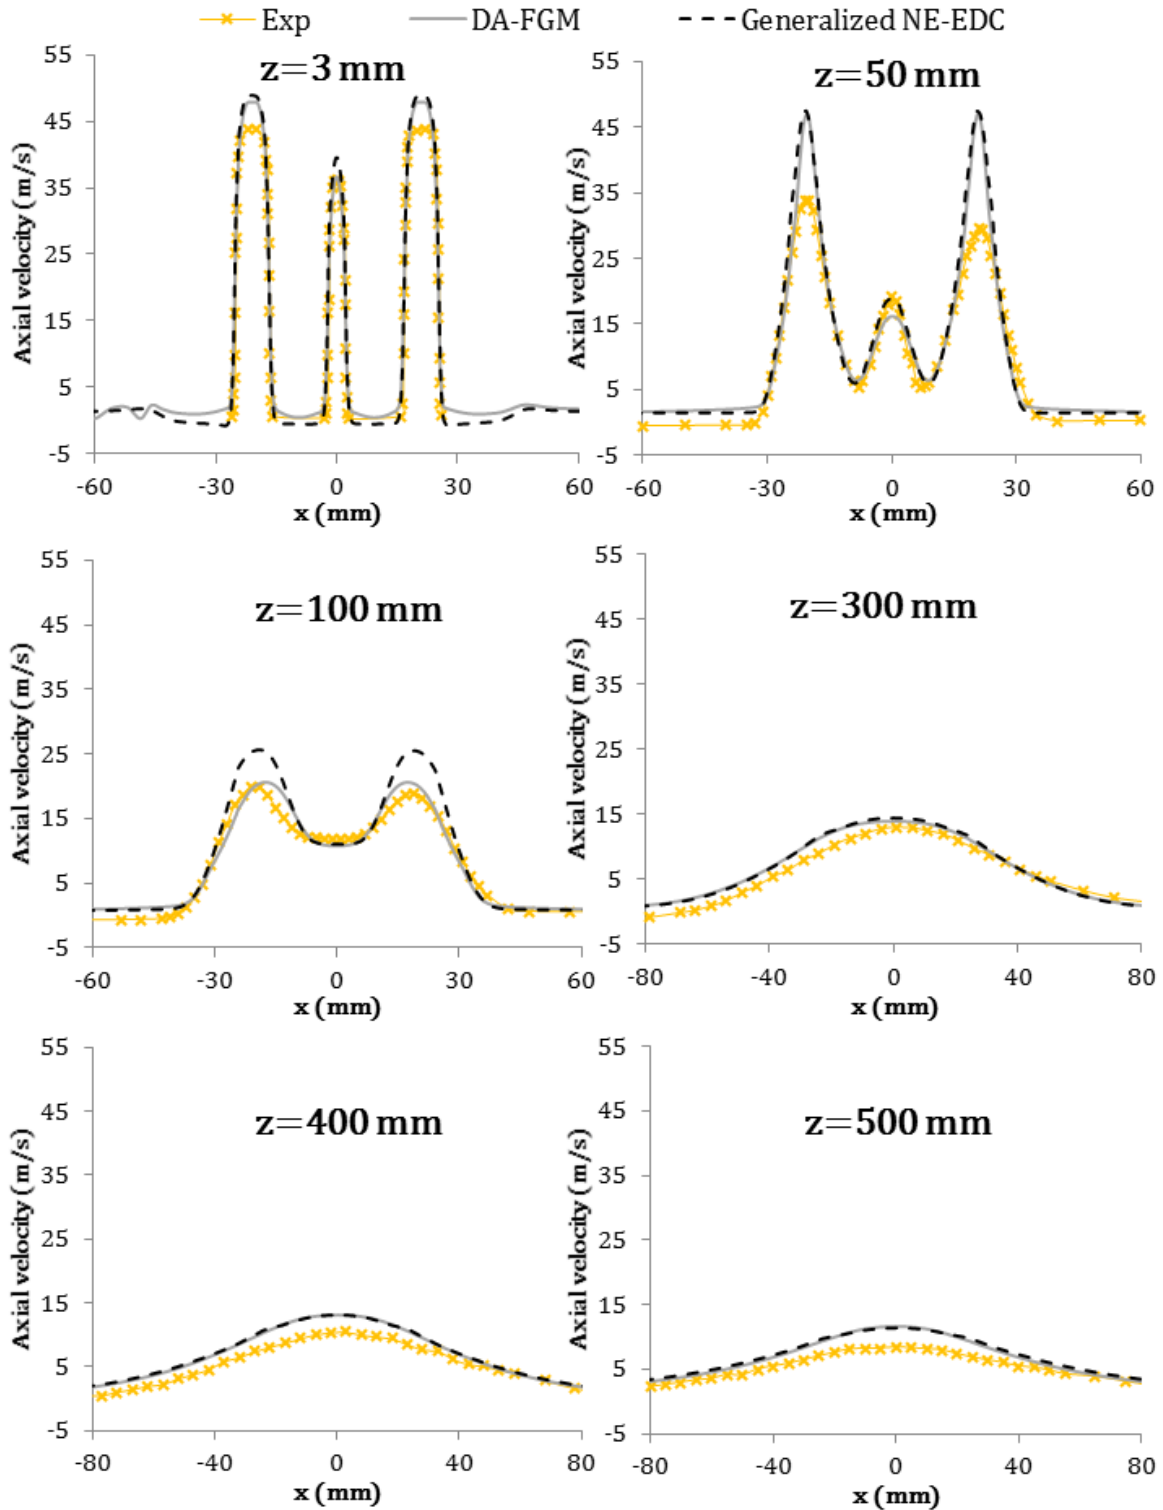 Exp DA-FGM Generalized NE-EDC
z=3 mm
Axial velocity (m/s)
55
45
35
25
15
5
-5
-60 -30 0 30 60
x (mm)
z=50 mm
Axial velocity (m/s)
55
45
35
25
15
5
-5
-60 -30 0 30 60
x (mm)
z=100 mm
Axial velocity (m/s)
55
45
35
25
15
5
-5
-60 -30 0 30 60
x (mm)
z=300 mm
Axial velocity (m/s)
55
45
35
25
15
5
-5
-80 -40 0 40 80
x (mm)
z=400 mm
Axial velocity (m/s)
55
45
35
25
15
5
-5
-80 -40 0 40 80
x (mm)
z=500 mm
Axial velocity (m/s)
55
45
35
25
15
5
-5
-80 -40 0 40 80
x (mm)